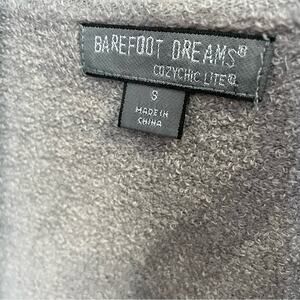 BAREFOOT DREAMS®
COZYCHIC LITE®
S
MADE IN
CHINA